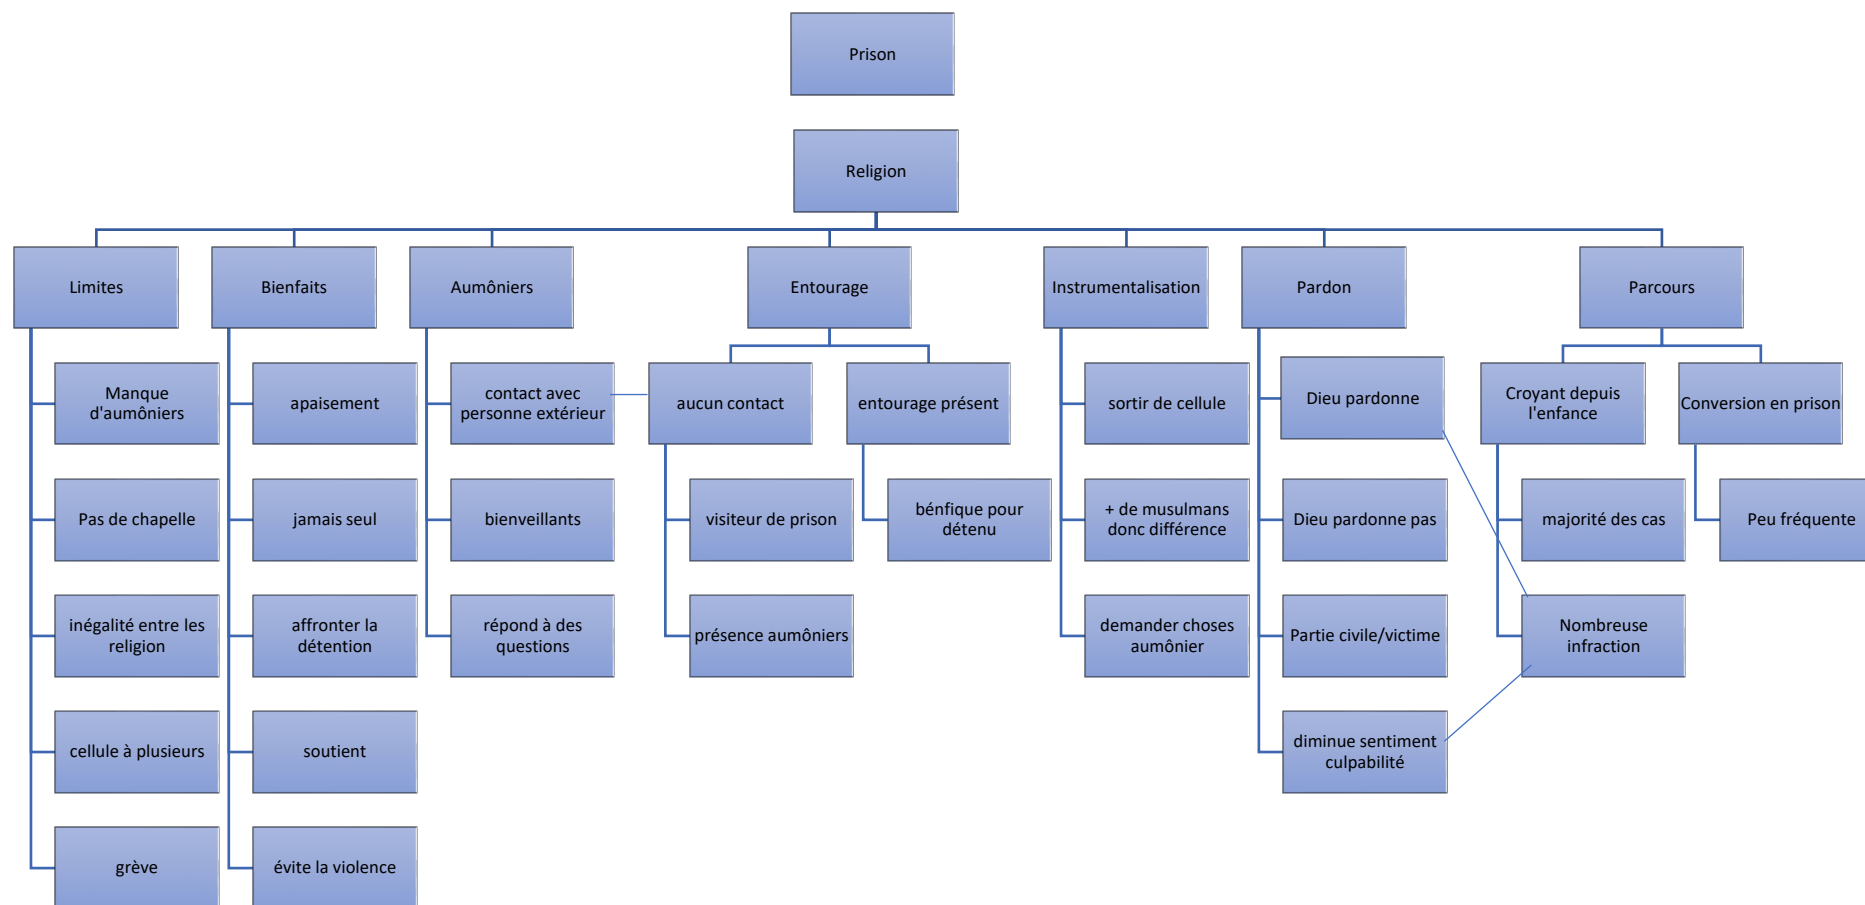 Prison
Religion
Limites
Bienfaits
Aumôniers
Entourage
Instrumentalisation
Pardon
Parcours
Manque
d'aumôniers
Pas de chapelle
inégalité entre les
religion
cellule à plusieurs
grève
apaisement
jamais seul
affronter la
détention
soutient
évite la violence
contact avec
personne extérieur
bienveillants
répond à des
questions
aucun contact
visiteur de prison
présence aumôniers
entourage présent
bénfique pour
détenu
sortir de cellule
+ de musulmans
donc différence
demander choses
aumônier
Dieu pardonne
Dieu pardonne pas
Partie civile/victime
diminue sentiment
culpabilité
Croyant depuis
l'enfance
majorité des cas
Nombreuse
infraction
Conversion en prison
Peu fréquente